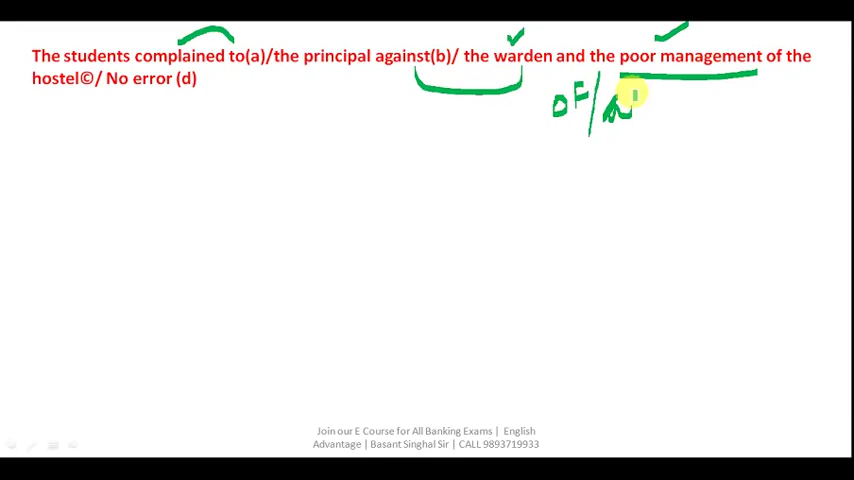 The students complained to(a)/the principal against(b)/ the warden and the poor management of the
hostel©/ No error (d)
OF/a
Join our E Course for All Banking Exams | English
Advantage | Basant Singhal Sir | CALL 9893719933